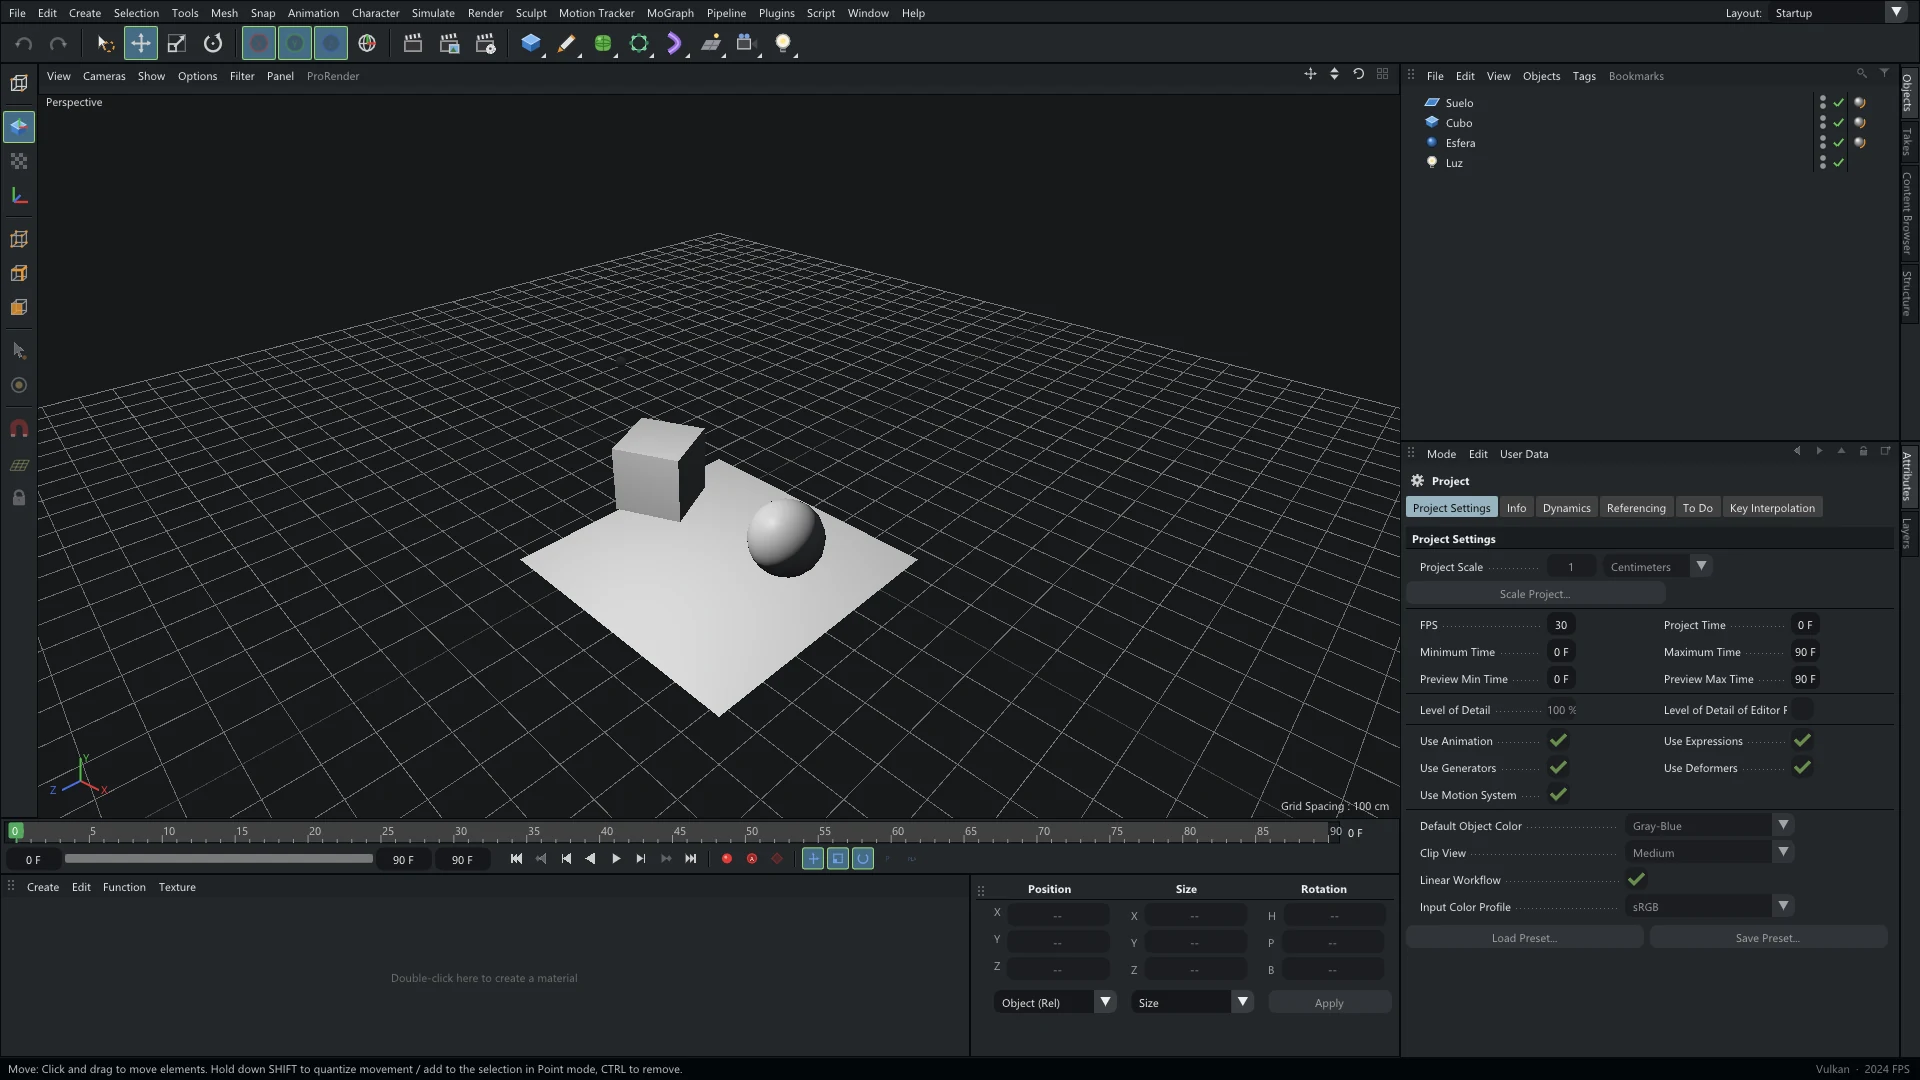 File Edit Create Selection Tools Mesh Snap Animation Character Simulate Render Sculpt Motion Tracker MoGraph Pipeline Plugins Script Window Help Layout: Startup
View Cameras Show Options Filter Panel ProRender
File Edit View Objects Tags Bookmarks
Perspective
Suelo
Cubo
Esfera
Luz
Objects
Takes
Content Browser
Structure
Mode Edit User Data
Project
Project Settings Info Dynamics Referencing To Do Key Interpolation
Project Settings
Project Scale 1 Centimeters
Scale Project...
FPS 30 Project Time 0 F
Minimum Time 0 F Maximum Time 90 F
Preview Min Time 0 F Preview Max Time 90 F
Level of Detail 100 % Level of Detail of Editor F
Use Animation Use Expressions
Use Generators Use Deformers
Use Motion System
Default Object Color Gray-Blue
Clip View Medium
Linear Workflow
Input Color Profile sRGB
Load Preset... Save Preset...
Attributes
Layers
Y
Z X
Grid Spacing : 100 cm
0 5 10 15 20 25 30 35 40 45 50 55 60 65 70 75 80 85 90 0 F
0 F 90 F 90 F
Create Edit Function Texture
Double-click here to create a material
Position Size Rotation
X -- X -- H --
Y -- Y -- P --
Z -- Z -- B --
Object (Rel) Size Apply
Move: Click and drag to move elements. Hold down SHIFT to quantize movement / add to the selection in Point mode, CTRL to remove.
Vulkan · 2024 FPS